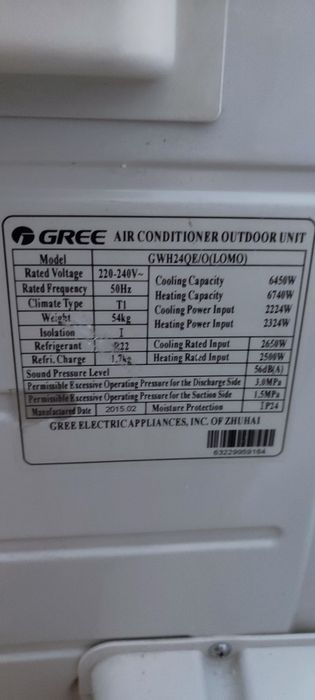 GREE AIR CONDITIONER OUTDOOR UNIT
Model GWH24QE/O(LOMO)
Rated Voltage 220-240V~
Rated Frequency 50Hz
Climate Type T1
Weight 54kg
Isolation I
Refrigerant R22
Refri. Charge 1.7kg
Cooling Capacity 6450W
Heating Capacity 6740W
Cooling Power Input 2224W
Heating Power Input 2324W
Cooling Rated Input 2650W
Heating Rated Input 2500W
Sound Pressure Level 56dB(A)
Permissible Excessive Operating Pressure for the Discharge Side 3.0MPa
Permissible Excessive Operating Pressure for the Suction Side 1.5MPa
Manufactured Date 2015.02 Moisture Protection IP24
GREE ELECTRIC APPLIANCES, INC. OF ZHUHAI
63229959164